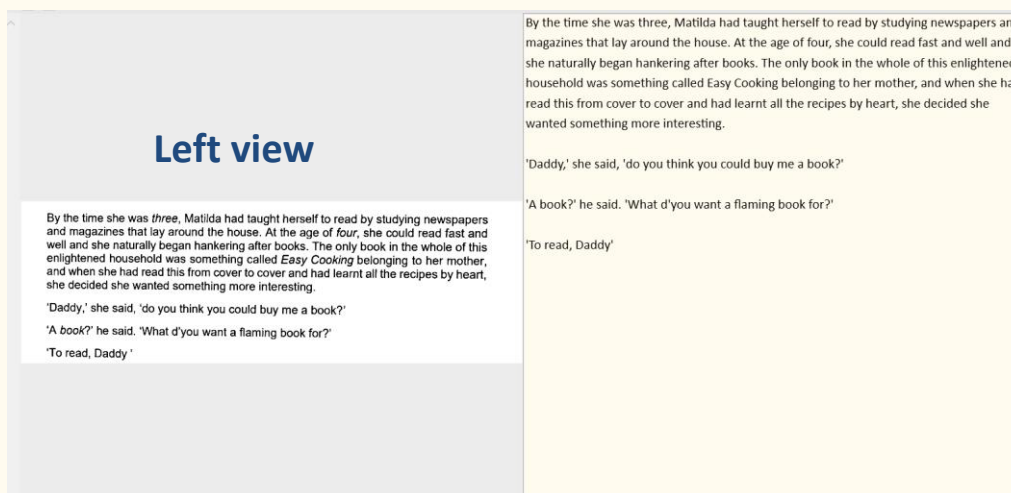 Left view
By the time she was three, Matilda had taught herself to read by studying newspapers
and magazines that lay around the house. At the age of four, she could read fast and
well and she naturally began hankering after books. The only book in the whole of this
enlightened household was something called Easy Cooking belonging to her mother,
and when she had read this from cover to cover and had learnt all the recipes by heart,
she decided she wanted something more interesting.
'Daddy,' she said, 'do you think you could buy me a book?'
'A book?' he said. 'What d'you want a flaming book for?'
'To read, Daddy '
By the time she was three, Matilda had taught herself to read by studying newspapers an
magazines that lay around the house. At the age of four, she could read fast and well and
she naturally began hankering after books. The only book in the whole of this enlightened
household was something called Easy Cooking belonging to her mother, and when she ha
read this from cover to cover and had learnt all the recipes by heart, she decided she
wanted something more interesting.
'Daddy,' she said, 'do you think you could buy me a book?'
'A book?' he said. 'What d'you want a flaming book for?'
'To read, Daddy'